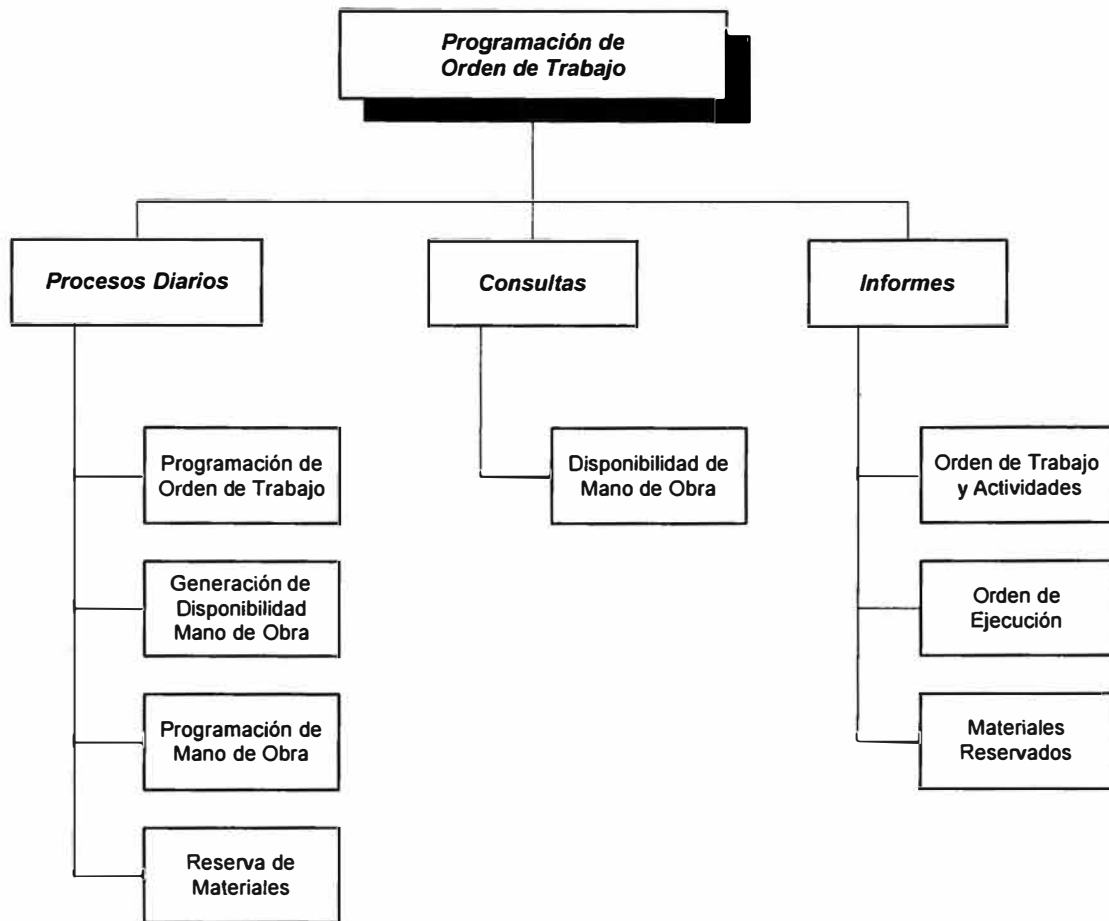 Programación de
Orden de Trabajo
Procesos Diarios
Consultas
Informes
Programación de
Orden de Trabajo
Generación de
Disponibilidad
Mano de Obra
Programación de
Mano de Obra
Reserva de
Materiales
Disponibilidad de
Mano de Obra
Orden de Trabajo
y Actividades
Orden de
Ejecución
Materiales
Reservados